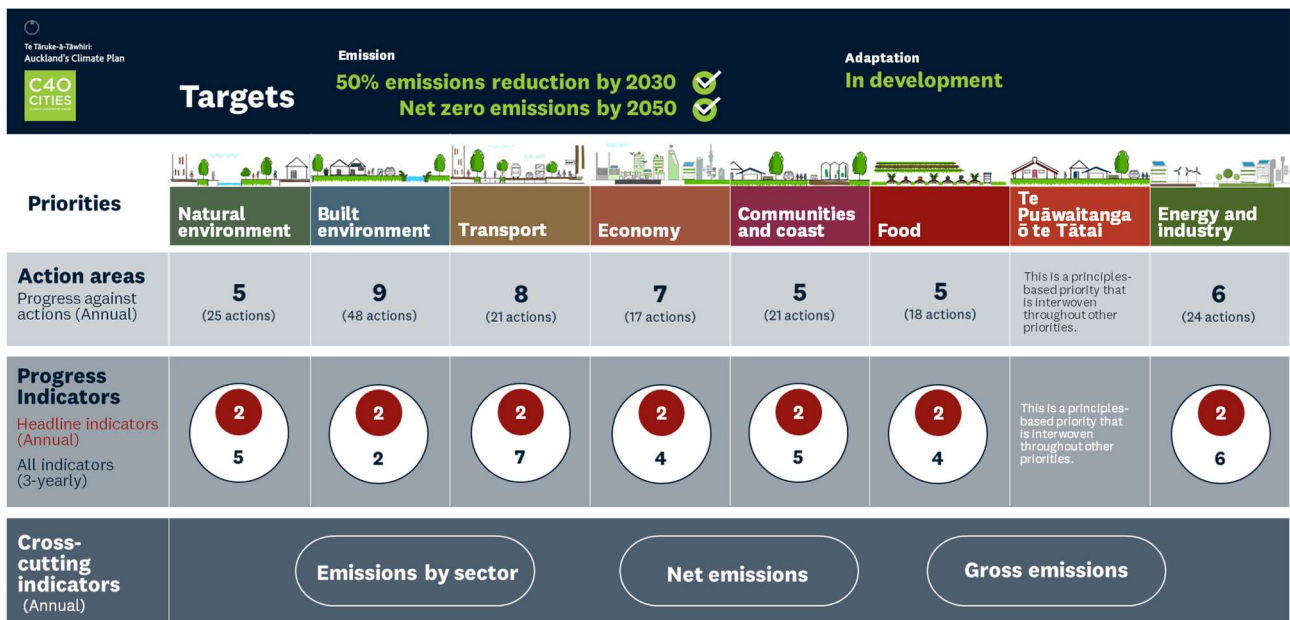 Te Tāruke-ā-Tāwhiri:
Auckland's Climate Plan
C40
CITIES
Targets
Emission
50% emissions reduction by 2030
Net zero emissions by 2050
Adaptation
In development
Priorities
Natural
environment
Built
environment
Transport
Economy
Communities
and coast
Food
Te
Puāwaitanga
ō te Tātai
Energy and
industry
Action areas
Progress against
actions (Annual)
5
(25 actions)
9
(48 actions)
8
(21 actions)
7
(17 actions)
5
(21 actions)
5
(18 actions)
This is a principles-
based priority that
is interwoven
throughout other
priorities.
6
(24 actions)
Progress
Indicators
Headline indicators
(Annual)
All indicators
(3-yearly)
2
5
2
2
2
7
2
4
2
5
2
4
This is a principles-
based priority that
is interwoven
throughout other
priorities.
2
6
Cross-
cutting
indicators
(Annual)
Emissions by sector
Net emissions
Gross emissions